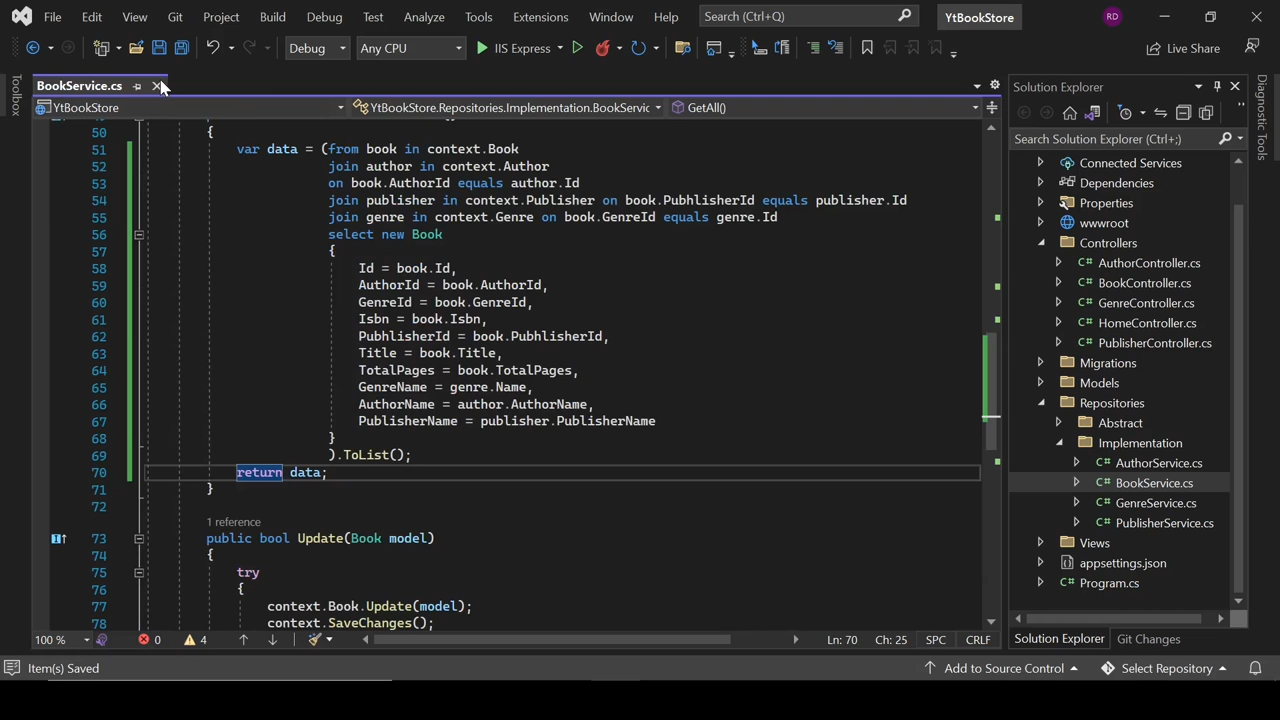 File Edit View Git Project Build Debug Test Analyze Tools Extensions Window Help Search (Ctrl+Q) YtBookStore RD
Debug Any CPU IIS Express Live Share
Toolbox
BookService.cs
YtBookStore YtBookStore.Repositories.Implementation.BookServic GetAll()
50 {
51 var data = (from book in context.Book
52 join author in context.Author
53 on book.AuthorId equals author.Id
54 join publisher in context.Publisher on book.PubhlisherId equals publisher.Id
55 join genre in context.Genre on book.GenreId equals genre.Id
56 select new Book
57 {
58 Id = book.Id,
59 AuthorId = book.AuthorId,
60 GenreId = book.GenreId,
61 Isbn = book.Isbn,
62 PubhlisherId = book.PubhlisherId,
63 Title = book.Title,
64 TotalPages = book.TotalPages,
65 GenreName = genre.Name,
66 AuthorName = author.AuthorName,
67 PublisherName = publisher.PublisherName
68 }
69 ).ToList();
70 return data;
71 }
72
1 reference
73 public bool Update(Book model)
74 {
75 try
76 {
77 context.Book.Update(model);
78 context.SaveChanges();
100 % 0 4 Ln: 70 Ch: 25 SPC CRLF
Solution Explorer
Search Solution Explorer (Ctrl+;)
Connected Services
Dependencies
Properties
wwwroot
Controllers
C# AuthorController.cs
C# BookController.cs
C# GenreController.cs
C# HomeController.cs
C# PublisherController.cs
Migrations
Models
Repositories
Abstract
Implementation
C# AuthorService.cs
C# BookService.cs
C# GenreService.cs
C# PublisherService.cs
Views
appsettings.json
C# Program.cs
Solution Explorer Git Changes
Diagnostic Tools
Item(s) Saved Add to Source Control Select Repository